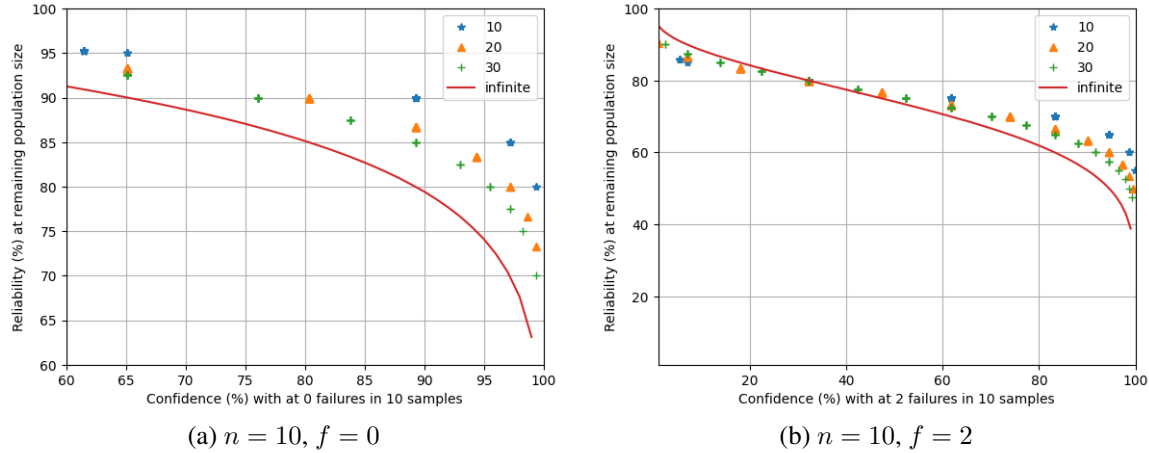 100
95
90
85
80
75
70
65
60
Reliability (%) at remaining population size
60 65 70 75 80 85 90 95 100
Confidence (%) with at 0 failures in 10 samples
10
20
30
infinite
(a) n = 10, f = 0
100
80
60
40
20
Reliability (%) at remaining population size
20 40 60 80 100
Confidence (%) with at 2 failures in 10 samples
10
20
30
infinite
(b) n = 10, f = 2